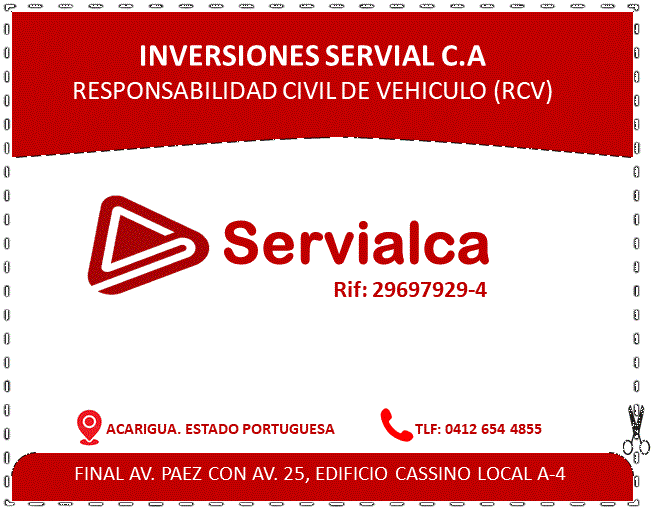 INVERSIONES SERVIAL C.A
RESPONSABILIDAD CIVIL DE VEHICULO (RCV)
Servialca
Rif: 29697929-4
ACARIGUA. ESTADO PORTUGUESA
TLF: 0412 654 4855
FINAL AV. PAEZ CON AV. 25, EDIFICIO CASSINO LOCAL A-4